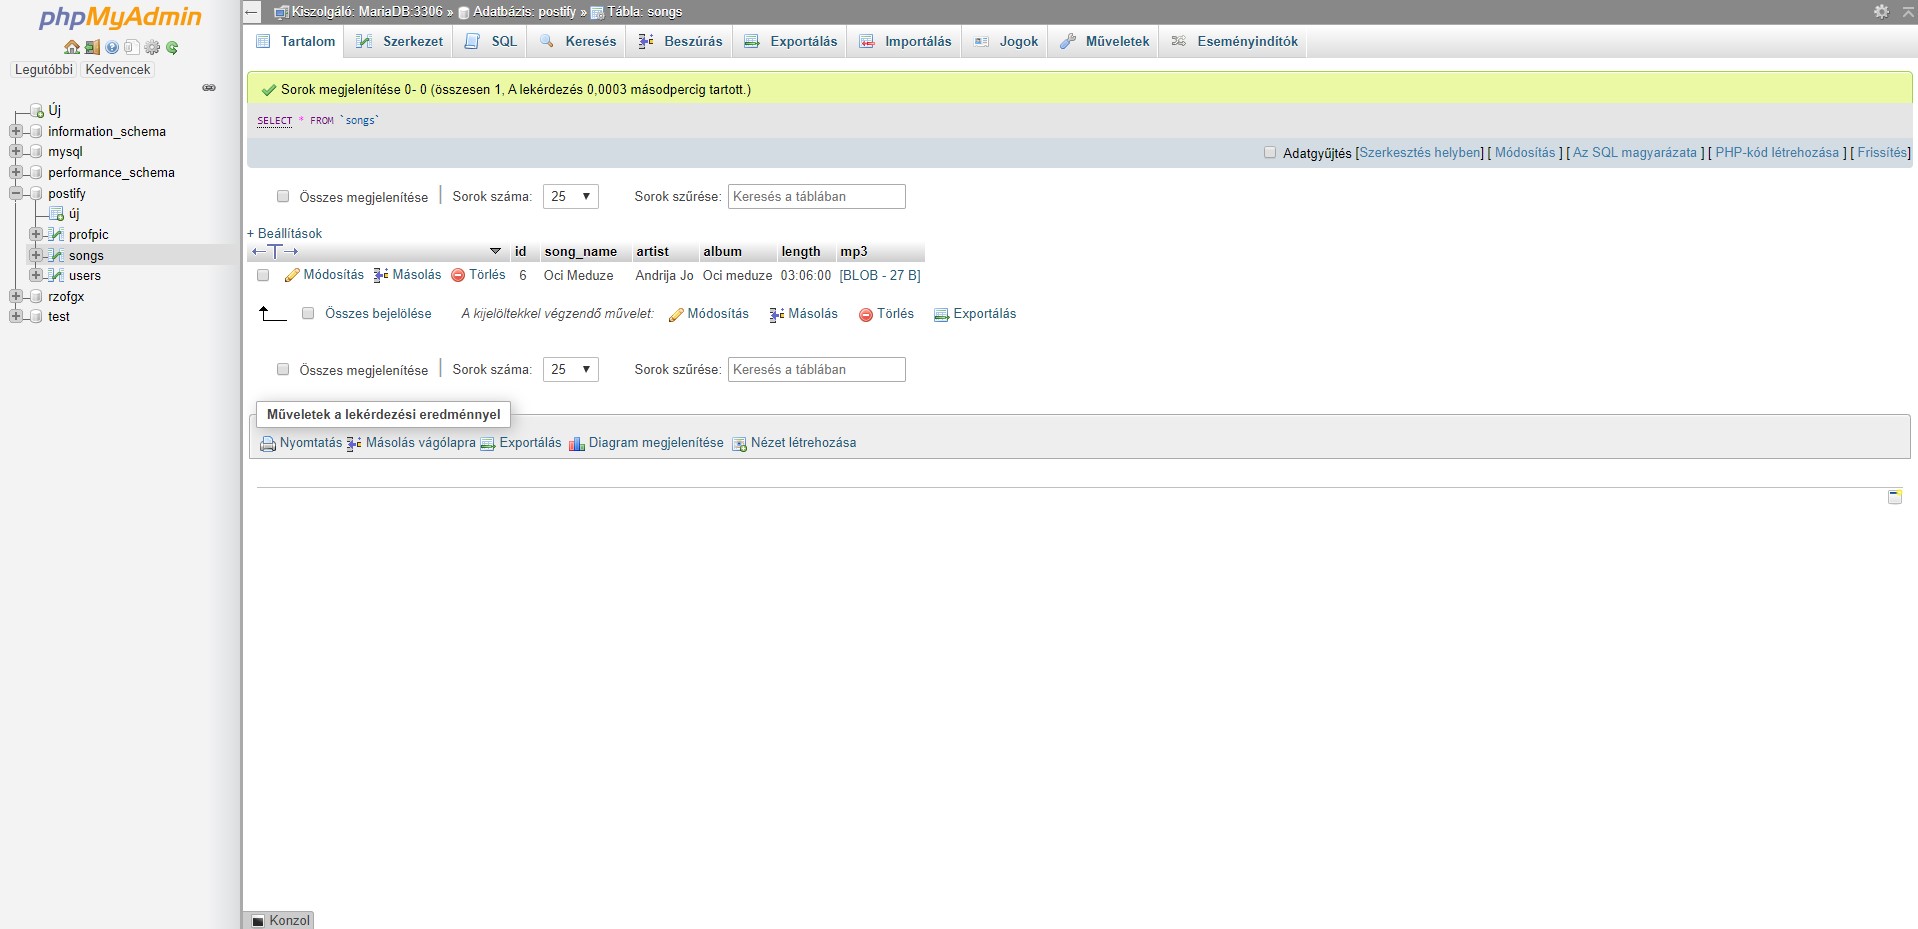 phpMyAdmin
Legutóbbi Kedvencek
Új
information_schema
mysql
performance_schema
postify
új
profpic
songs
users
rzofgx
test
Kiszolgáló: MariaDB:3306 » Adatbázis: postify » Tábla: songs
Tartalom Szerkezet SQL Keresés Beszúrás Exportálás Importálás Jogok Műveletek Eseményindítók
Sorok megjelenítése 0- 0 (összesen 1, A lekérdezés 0,0003 másodpercig tartott.)
SELECT * FROM `songs`
Adatgyűjtés [Szerkesztés helyben] [ Módosítás ] [ Az SQL magyarázata ] [ PHP-kód létrehozása ] [ Frissítés]
Összes megjelenítése | Sorok száma: 25 Sorok szűrése: Keresés a táblában
+ Beállítások
←T→ id song_name artist album length mp3
Módosítás Másolás Törlés 6 Oci Meduze Andrija Jo Oci meduze 03:06:00 [BLOB - 27 B]
Összes bejelölése A kijelöltekkel végzendő művelet: Módosítás Másolás Törlés Exportálás
Összes megjelenítése | Sorok száma: 25 Sorok szűrése: Keresés a táblában
Műveletek a lekérdezési eredménnyel
Nyomtatás Másolás vágólapra Exportálás Diagram megjelenítése Nézet létrehozása
Konzol